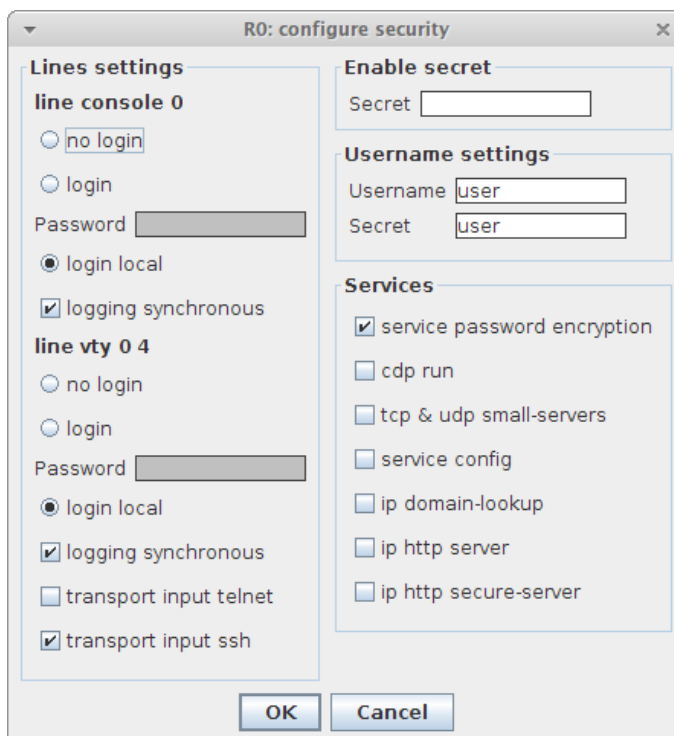 R0: configure security
Lines settings
line console 0
no login
login
Password
login local
logging synchronous
line vty 0 4
no login
login
Password
login local
logging synchronous
transport input telnet
transport input ssh
Enable secret
Secret
Username settings
Username user
Secret user
Services
service password encryption
cdp run
tcp & udp small-servers
service config
ip domain-lookup
ip http server
ip http secure-server
OK Cancel